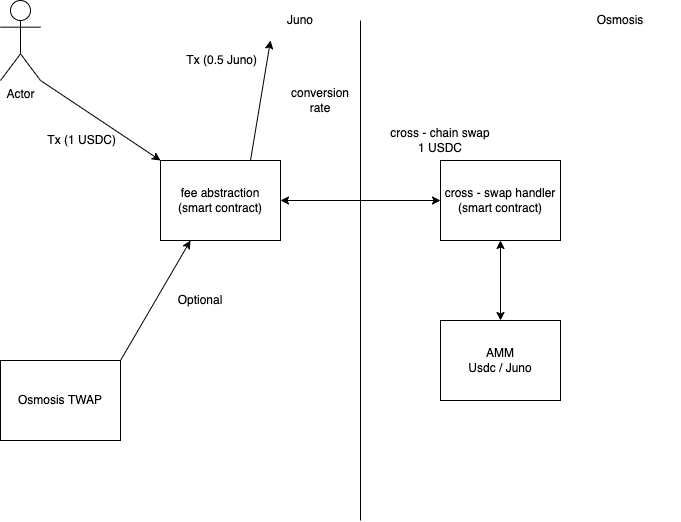 Juno
Osmosis
Tx (0.5 Juno)
Actor
conversion
rate
Tx (1 USDC)
cross - chain swap
1 USDC
fee abstraction
(smart contract)
cross - swap handler
(smart contract)
Optional
Osmosis TWAP
AMM
Usdc / Juno